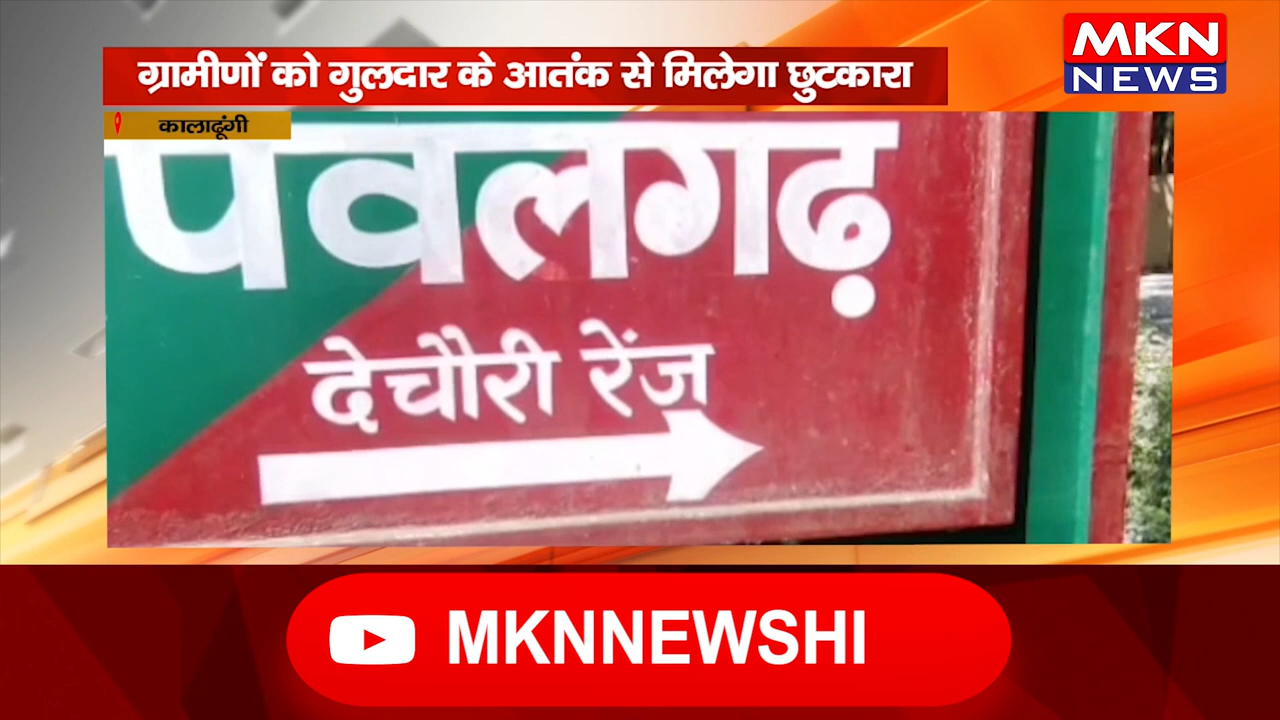 ग्रामीणों को गुलदार के आतंक से मिलेगा छुटकारा
MKN
NEWS
कालाढूंगी
पवलगढ़
देचौरी रेंज
MKNNEWSHI